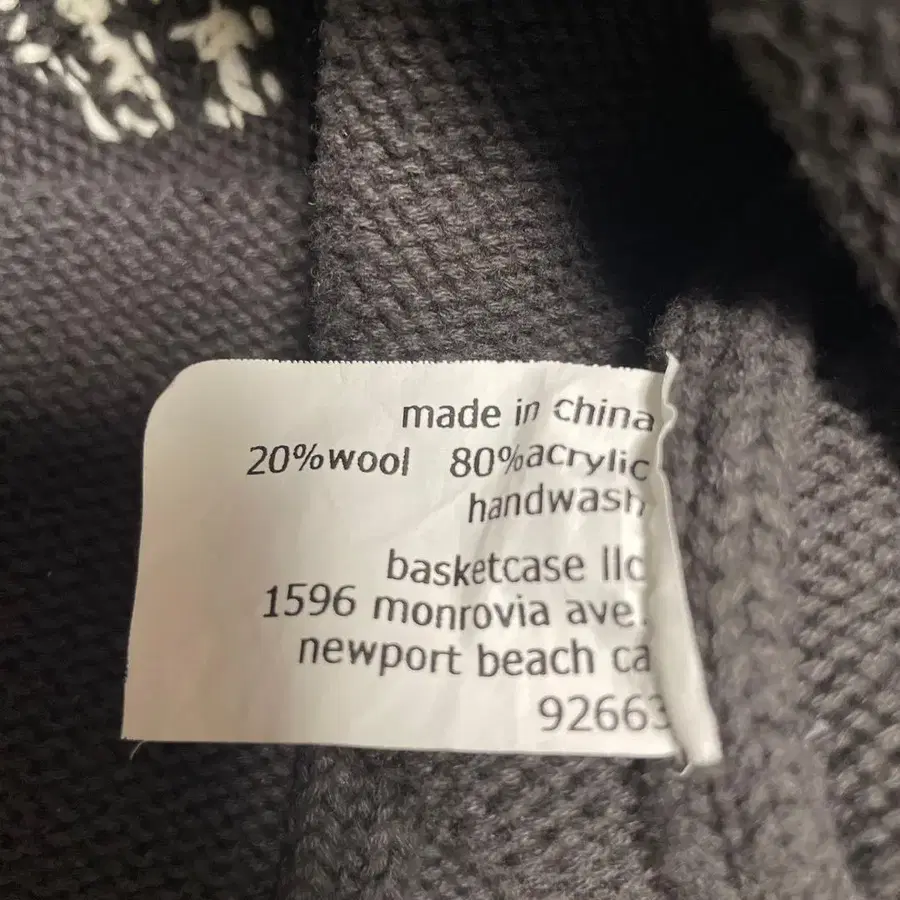 made in china
20%wool 80%acrylic
handwash
basketcase llc
1596 monrovia ave.
newport beach ca
92663